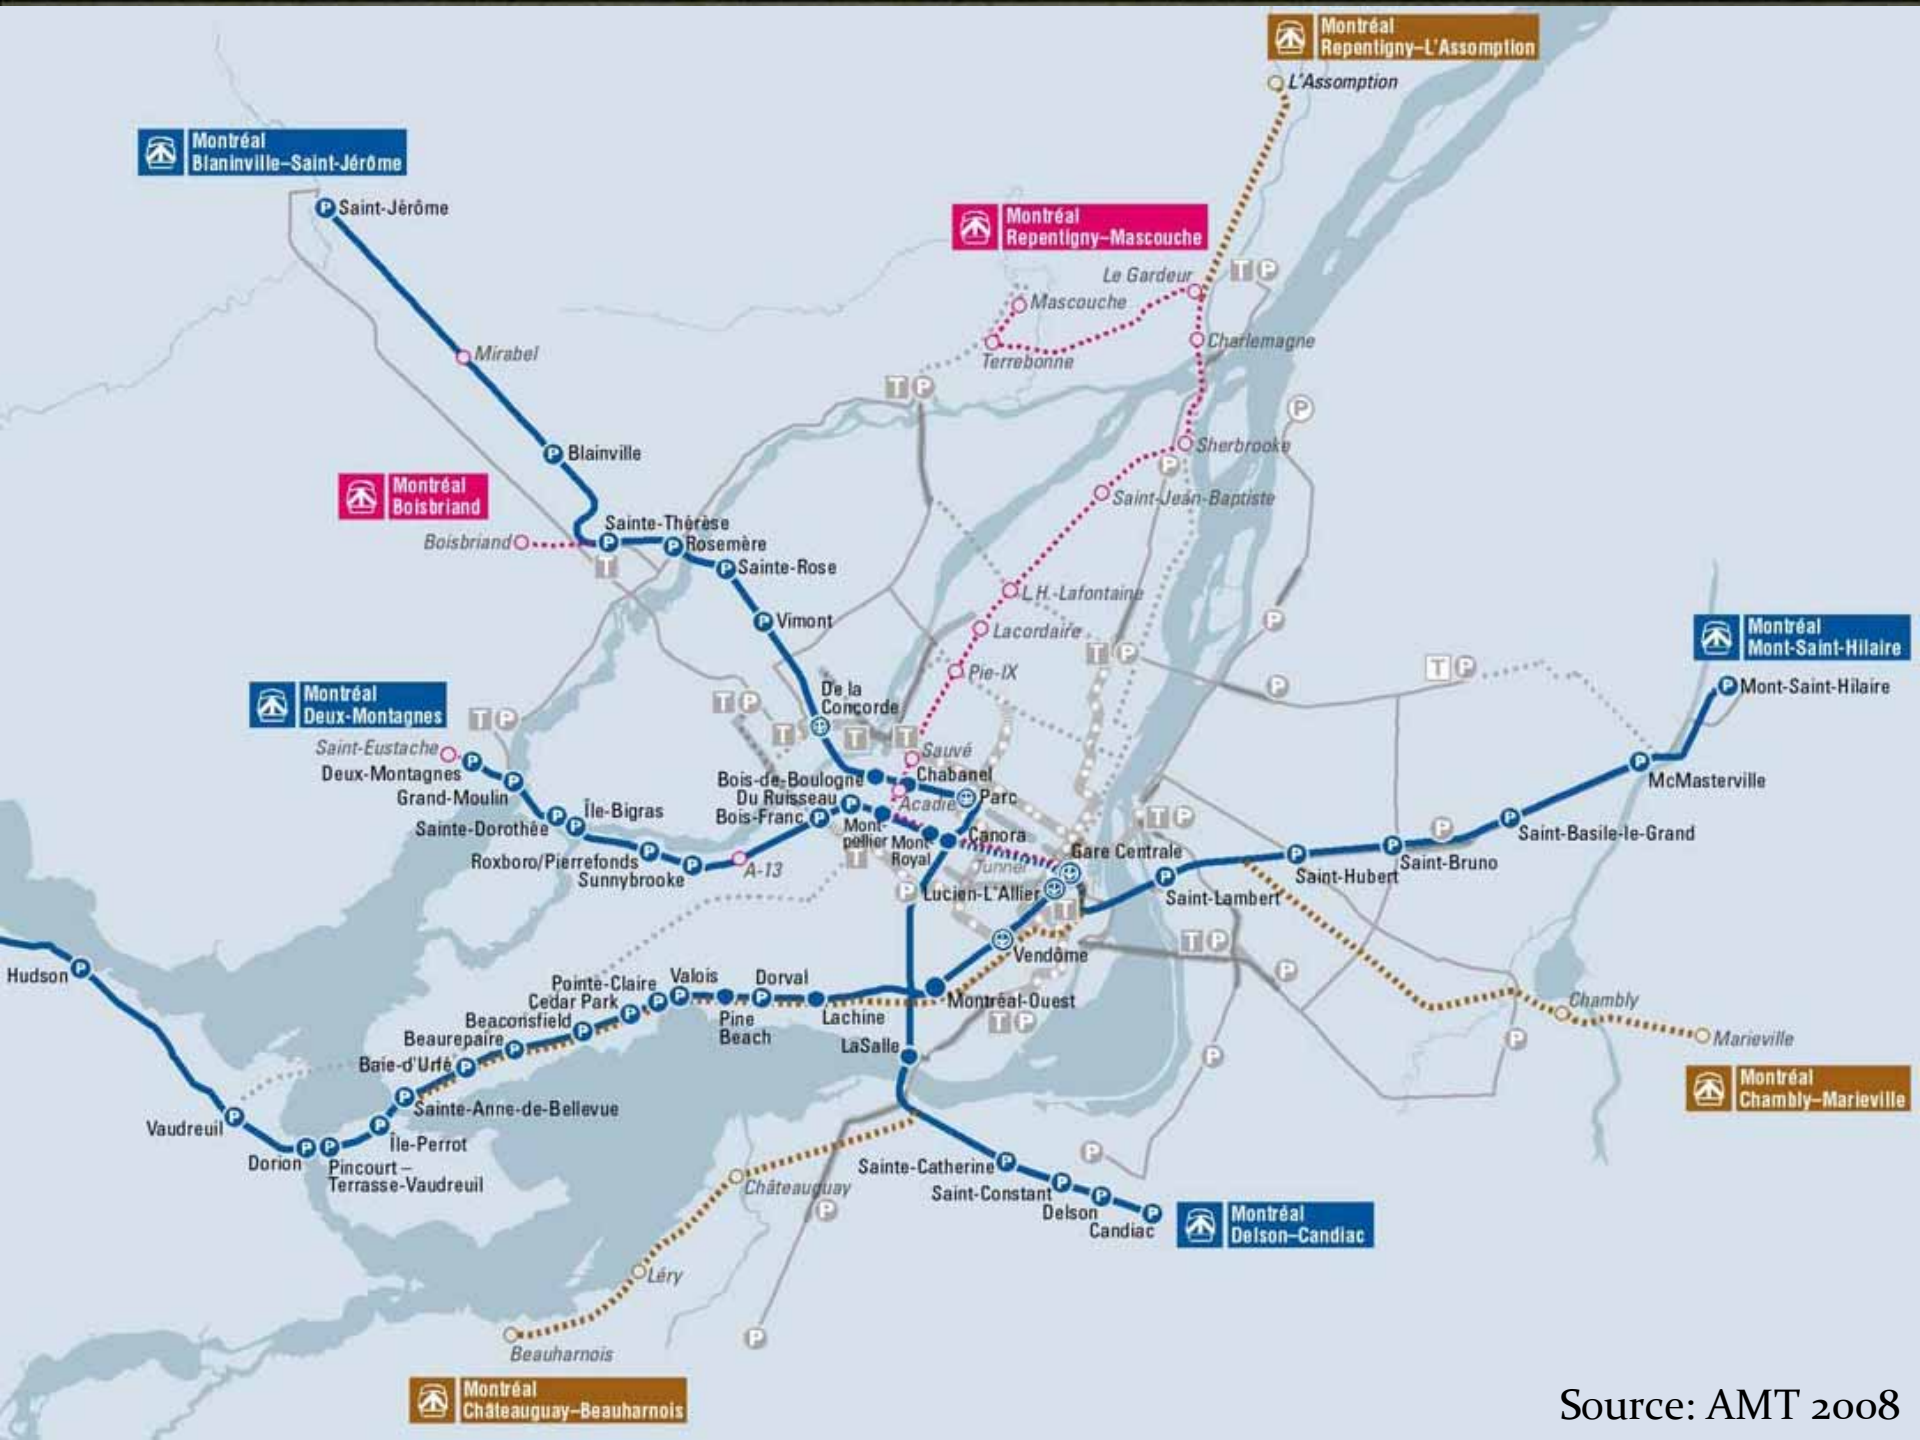 Montréal
Repentigny–L'Assomption
L'Assomption
Montréal
Blaninville–Saint-Jérôme
Saint-Jérôme
Montréal
Repentigny–Mascouche
Le Gardeur
T P
Mascouche
Charlemagne
Terrebonne
Mirabel
T P
P
Sherbrooke
Blainville
P
Saint-Jean-Baptiste
Montréal
Boisbriand
Sainte-Thérèse
Boisbriand
Rosemère
T
Sainte-Rose
L.H.-Lafontaine
Vimont
P
Lacordaire
Montréal
Mont-Saint-Hilaire
T P
T P
Pie-IX
P
Mont-Saint-Hilaire
De la
Concorde
Montréal
Deux-Montagnes
T P
T P
T
T
T
Saint-Eustache
Sauvé
Deux-Montagnes
Bois-de-Boulogne
Chabanel
McMasterville
Grand-Moulin
Du Ruisseau
Acadie
Parc
Île-Bigras
Bois-Franc
T P
Sainte-Dorothée
Mont-
pellier
Mont-
Royal
Canora
P
Saint-Basile-le-Grand
Roxboro/Pierrefonds
A-13
T
Tunnel
Gare Centrale
Saint-Bruno
Sunnybrooke
P
Lucien-L'Allier
Saint-Hubert
T
Saint-Lambert
T P
Vendôme
Hudson
P
Pointe-Claire
Valois
Dorval
Cedar Park
Montréal-Ouest
Chambly
Beaconsfield
Pine
Beach
Lachine
T P
Beaurepaire
P
Marieville
LaSalle
P
Baie-d'Urfé
Montréal
Chambly–Marieville
Sainte-Anne-de-Bellevue
Vaudreuil
Île-Perrot
P
Dorion
Pincourt –
Terrasse-Vaudreuil
Sainte-Catherine
Châteauguay
Saint-Constant
P
Delson
Candiac
Montréal
Delson–Candiac
Léry
P
Beauharnois
Montréal
Châteauguay–Beauharnois
Source: AMT 2008